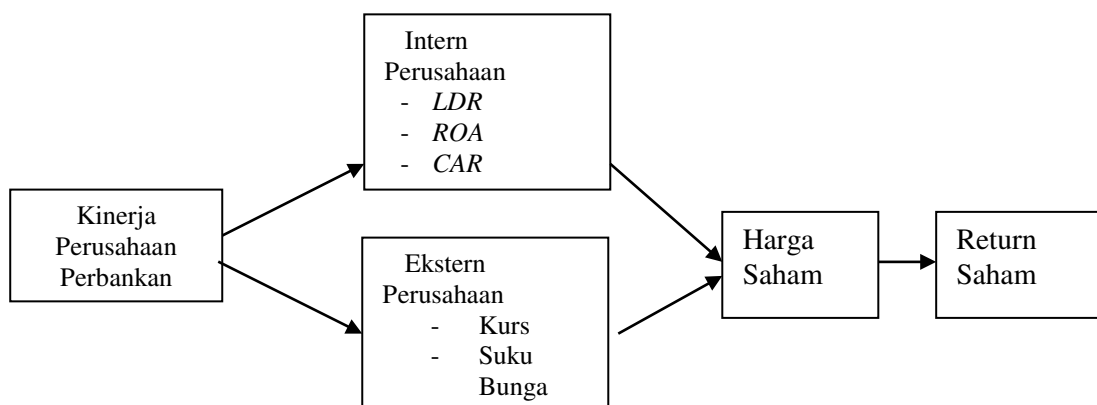 Kinerja
Perusahaan
Perbankan
Intern
Perusahaan
- LDR
- ROA
- CAR
Ekstern
Perusahaan
- Kurs
- Suku
Bunga
Harga
Saham
Return
Saham